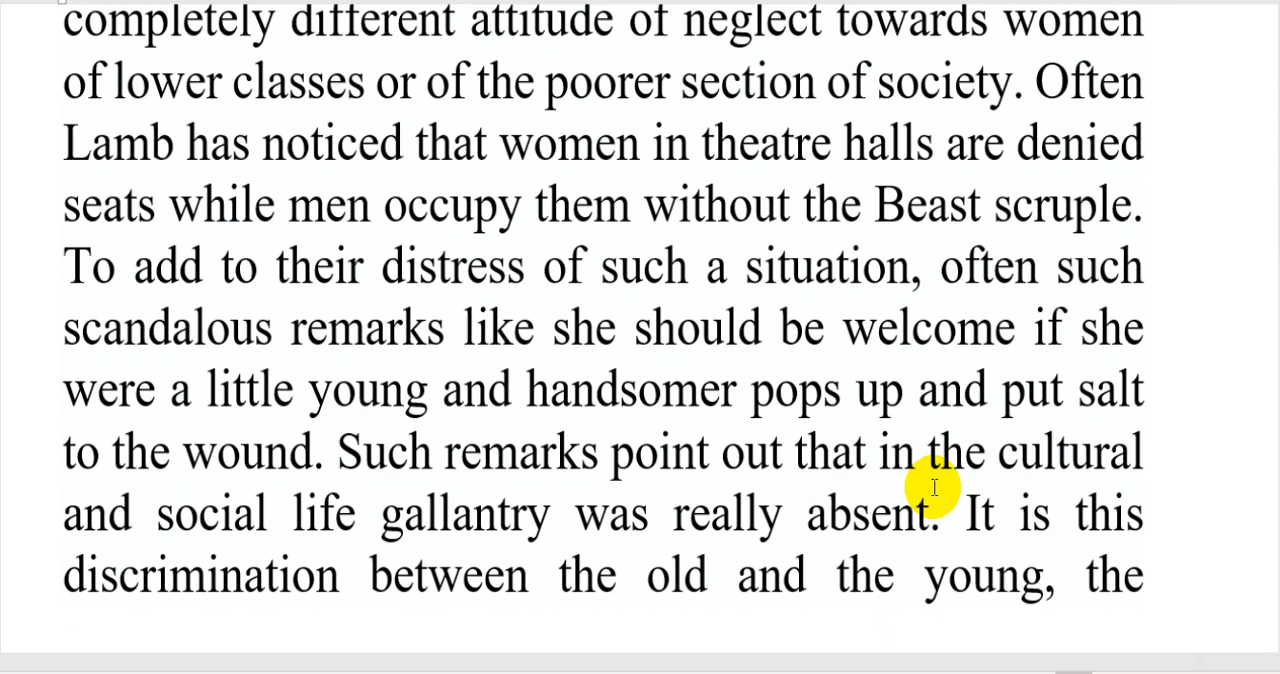 completely different attitude of neglect towards women
of lower classes or of the poorer section of society. Often
Lamb has noticed that women in theatre halls are denied
seats while men occupy them without the Beast scruple.
To add to their distress of such a situation, often such
scandalous remarks like she should be welcome if she
were a little young and handsomer pops up and put salt
to the wound. Such remarks point out that in the cultural
and social life gallantry was really absent. It is this
discrimination between the old and the young, the